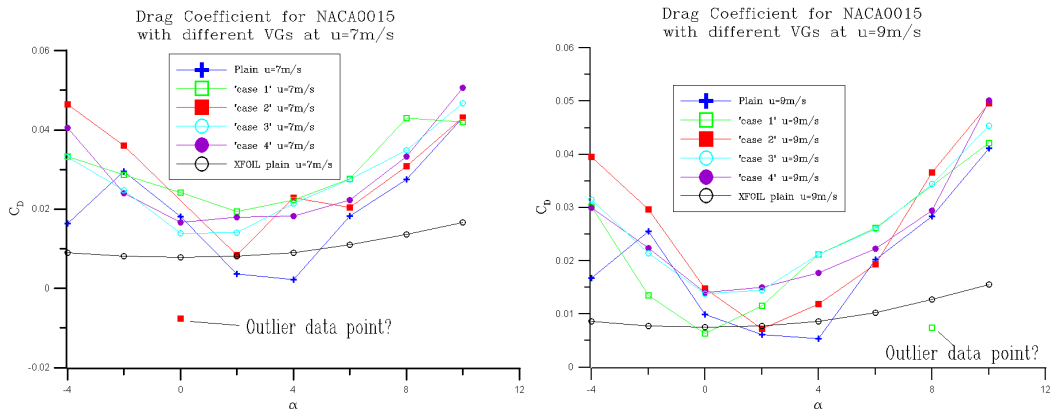 Drag Coefficient for NACA0015
with different VGs at u=7m/s
0.06
0.04
0.02
0
-0.02
C_D
Plain u=7m/s
'case 1' u=7m/s
'case 2' u=7m/s
'case 3' u=7m/s
'case 4' u=7m/s
XFOIL plain u=7m/s
Outlier data point?
-4 0 4 8 12
α
Drag Coefficient for NACA0015
with different VGs at u=9m/s
0.06
0.05
0.04
0.03
0.02
0.01
0
C_D
Plain u=9m/s
'case 1' u=9m/s
'case 2' u=9m/s
'case 3' u=9m/s
'case 4' u=9m/s
XFOIL plain u=9m/s
Outlier data point?
-4 0 4 8 12
α